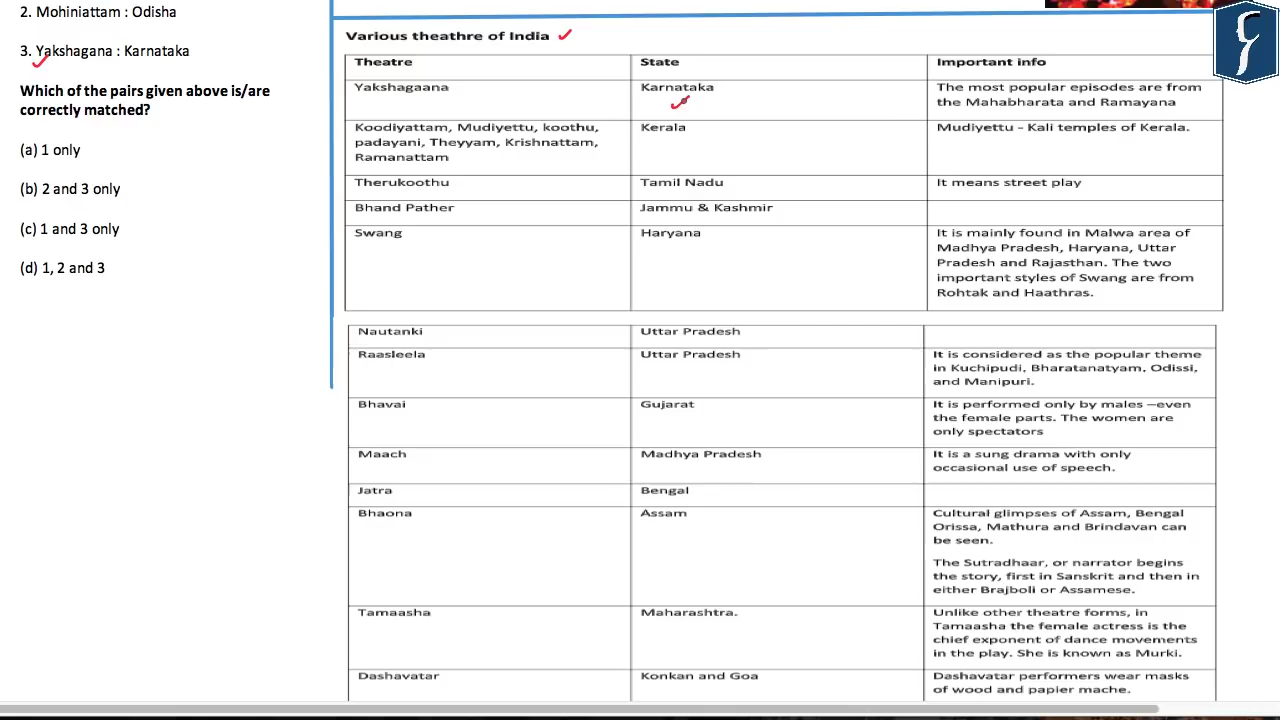 2. Mohiniattam : Odisha
3. Yakshagana : Karnataka
Which of the pairs given above is/are
correctly matched?
(a) 1 only
(b) 2 and 3 only
(c) 1 and 3 only
(d) 1, 2 and 3
Various theathre of India
Theatre State Important info
Yakshagaana Karnataka The most popular episodes are from
the Mahabharata and Ramayana
Koodiyattam, Mudiyettu, koothu, Kerala Mudiyettu - Kali temples of Kerala.
padayani, Theyyam, Krishnattam,
Ramanattam
Therukoothu Tamil Nadu It means street play
Bhand Pather Jammu & Kashmir
Swang Haryana It is mainly found in Malwa area of
Madhya Pradesh, Haryana, Uttar
Pradesh and Rajasthan. The two
important styles of Swang are from
Rohtak and Haathras.
Nautanki Uttar Pradesh
Raasleela Uttar Pradesh It is considered as the popular theme
in Kuchipudi, Bharatanatyam, Odissi,
and Manipuri.
Bhavai Gujarat It is performed only by males –even
the female parts. The women are
only spectators
Maach Madhya Pradesh It is a sung drama with only
occasional use of speech.
Jatra Bengal
Bhaona Assam Cultural glimpses of Assam, Bengal
Orissa, Mathura and Brindavan can
be seen.
The Sutradhaar, or narrator begins
the story, first in Sanskrit and then in
either Brajboli or Assamese.
Tamaasha Maharashtra. Unlike other theatre forms, in
Tamaasha the female actress is the
chief exponent of dance movements
in the play. She is known as Murki.
Dashavatar Konkan and Goa Dashavatar performers wear masks
of wood and papier mache.